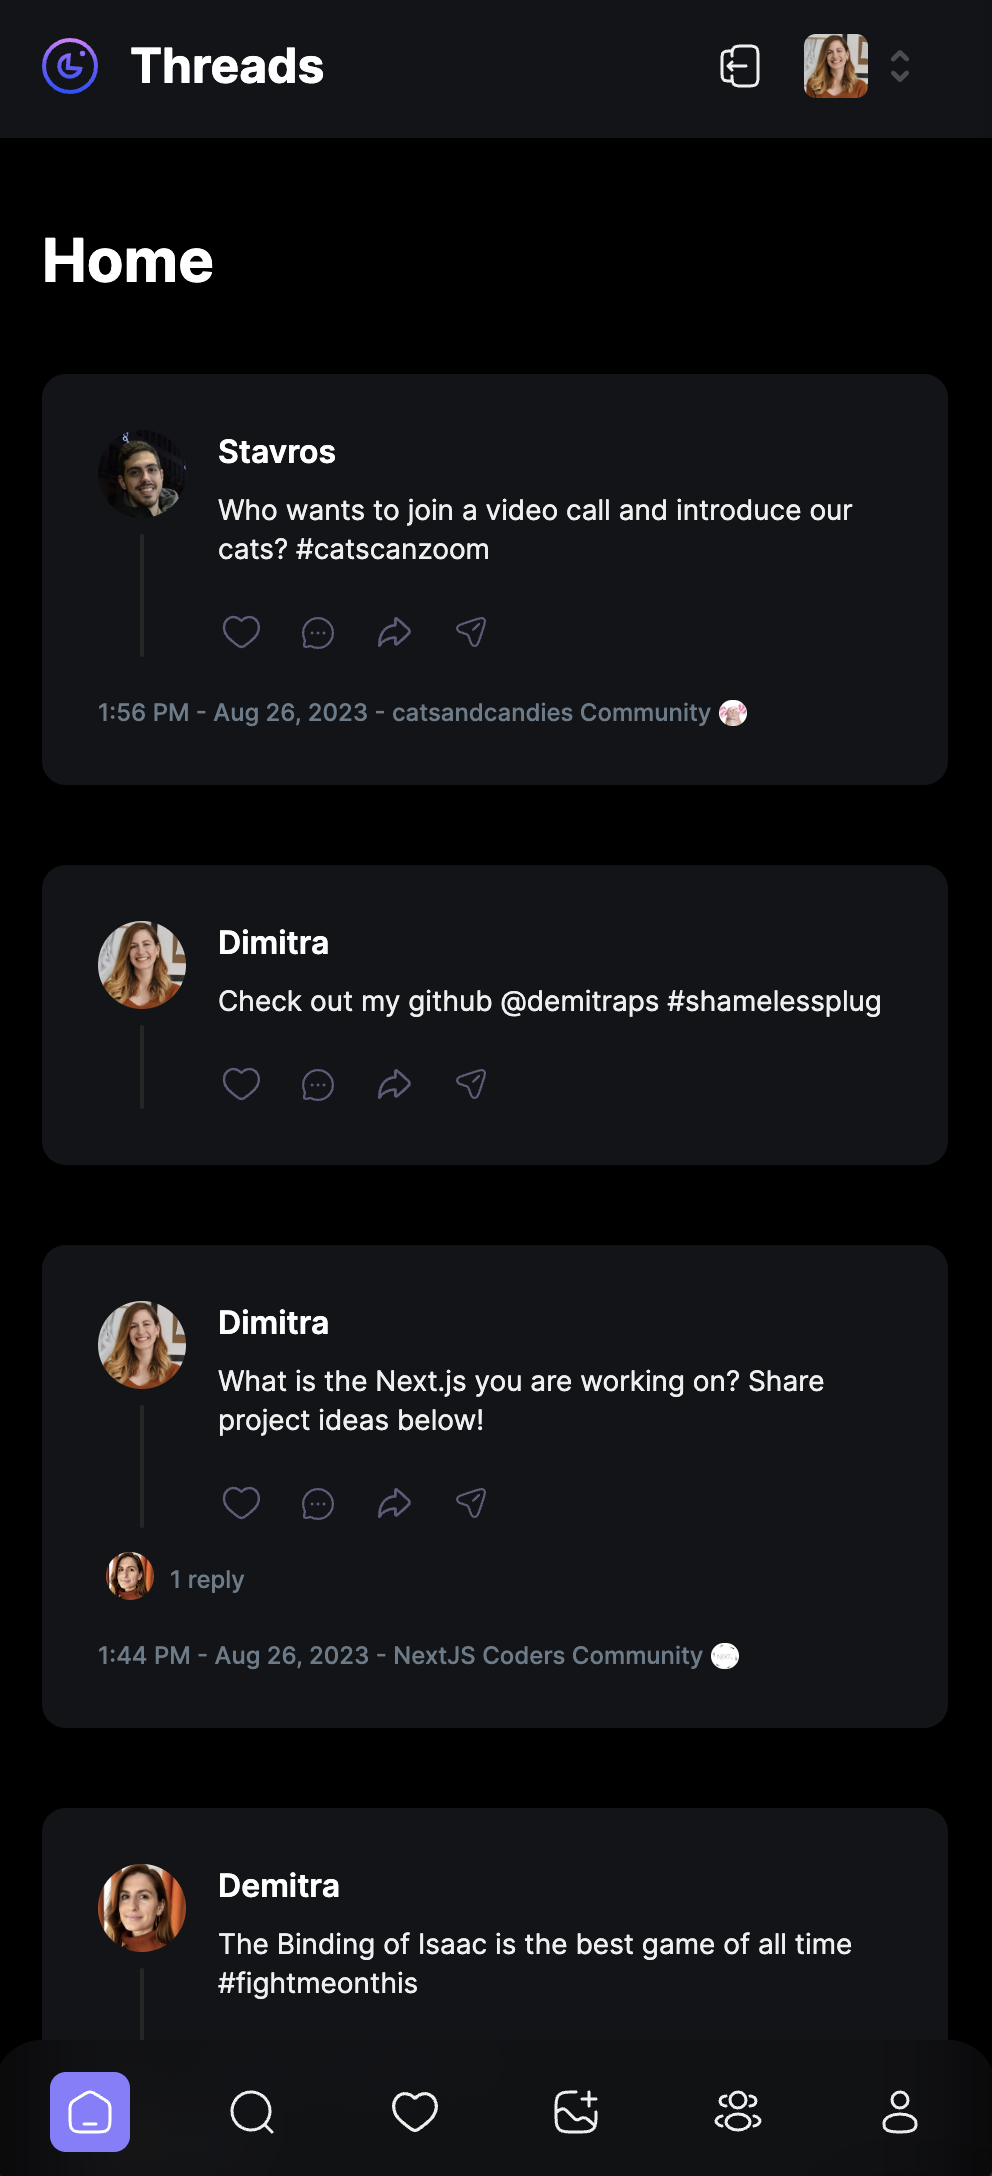 Threads
Home
Stavros
Who wants to join a video call and introduce our
cats? #catscanzoom
1:56 PM - Aug 26, 2023 - catsandcandies Community
Dimitra
Check out my github @demitraps #shamelessplug
Dimitra
What is the Next.js you are working on? Share
project ideas below!
1 reply
1:44 PM - Aug 26, 2023 - NextJS Coders Community
Demitra
The Binding of Isaac is the best game of all time
#fightmeonthis